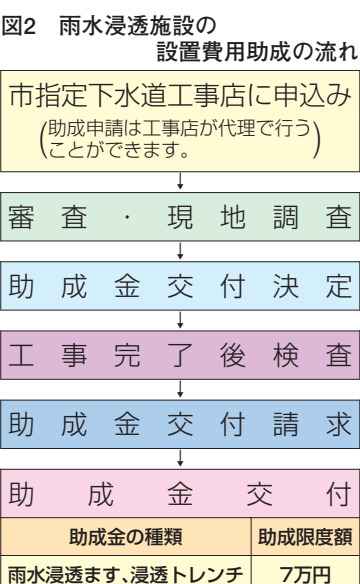 図2 雨水浸透施設の
設置費用助成の流れ
市指定下水道工事店に申込み
(助成申請は工事店が代理で行う
ことができます。)
審査・現地調査
助成金交付決定
工事完了後検査
助成金交付請求
助成金交付
助成金の種類 助成限度額
雨水浸透ます、浸透トレンチ 7万円